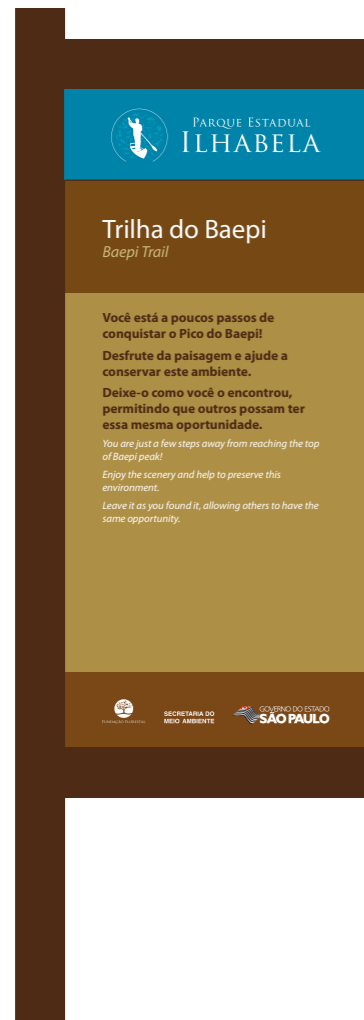 Parque Estadual
Ilhabela
Trilha do Baepi
Baepi Trail
Você está a poucos passos de
conquistar o Pico do Baepi!
Desfrute da paisagem e ajude a
conservar este ambiente.
Deixe-o como você o encontrou,
permitindo que outros possam ter
essa mesma oportunidade.
You are just a few steps away from reaching the top
of Baepi peak!
Enjoy the scenery and help to preserve this
environment.
Leave it as you found it, allowing others to have the
same opportunity.
Fundação Florestal
SECRETARIA DO
MEIO AMBIENTE
GOVERNO DO ESTADO
SÃO PAULO